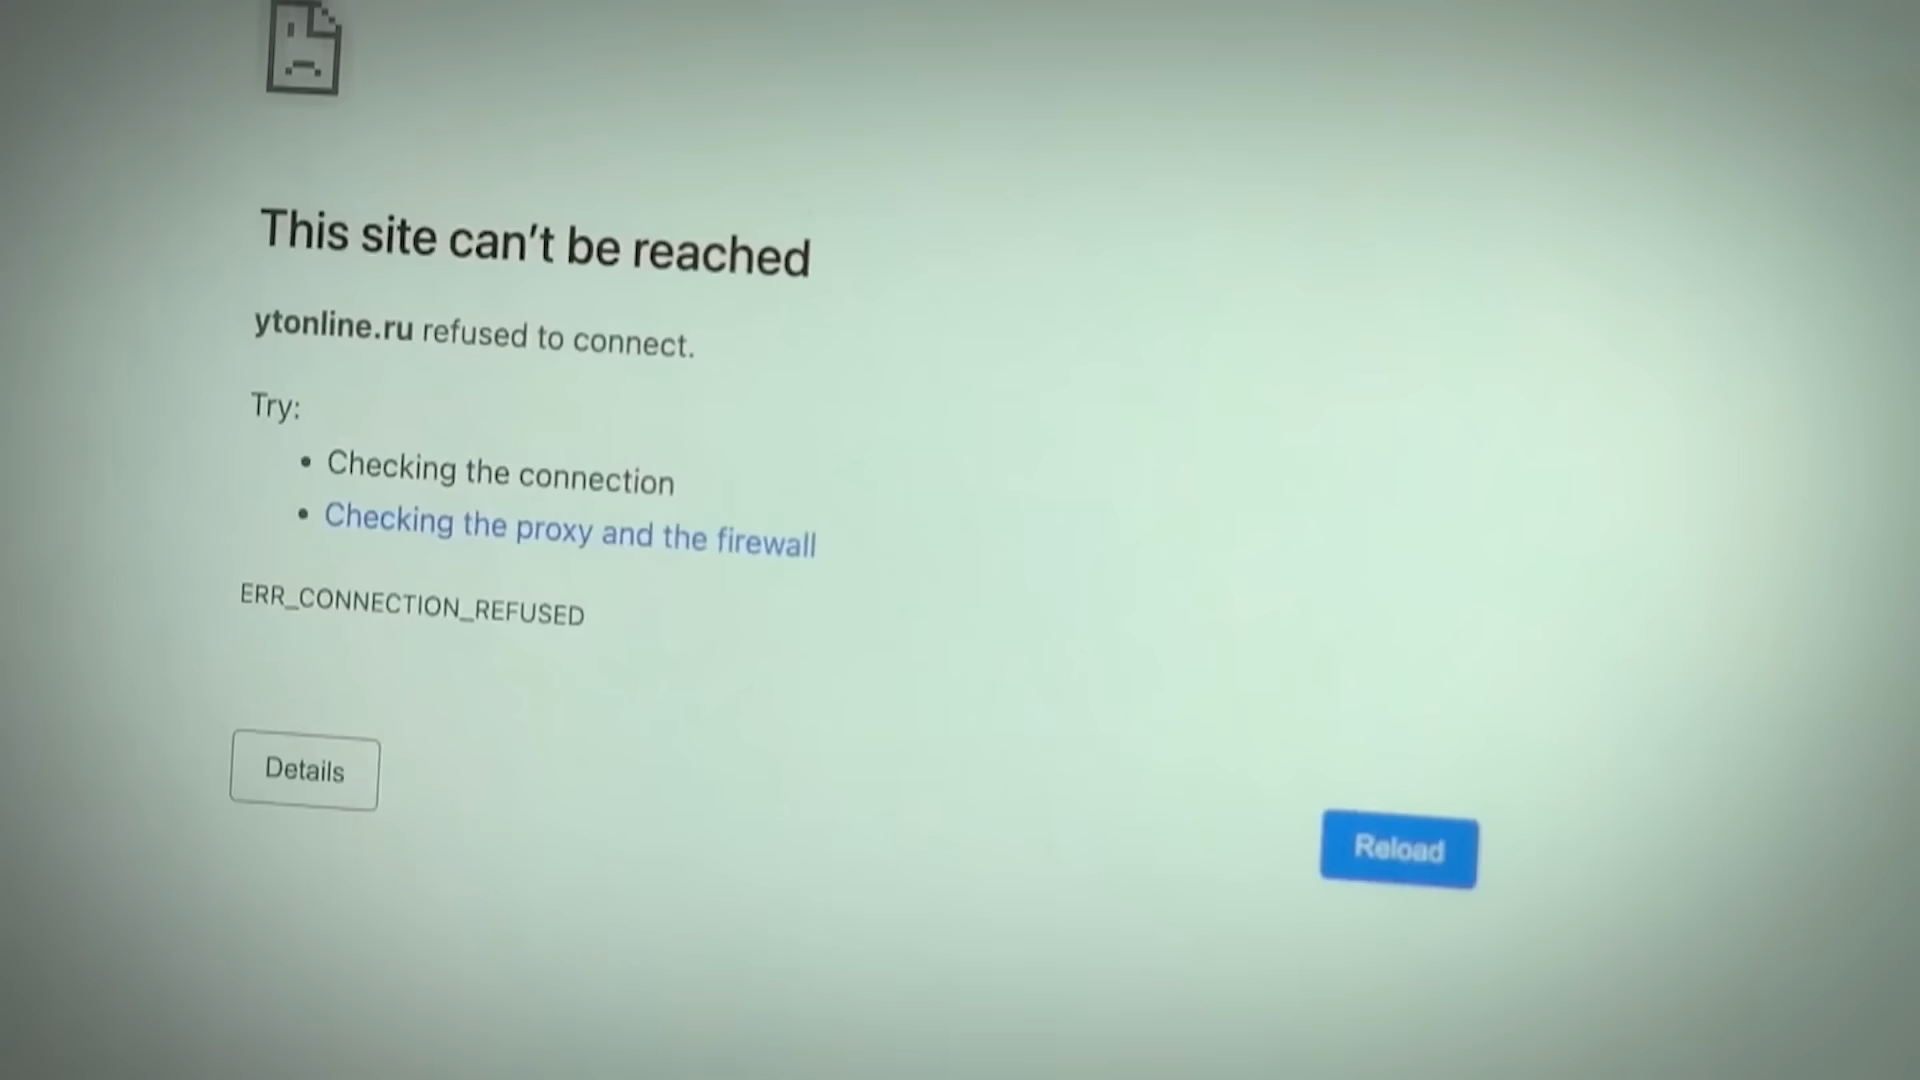 This site can’t be reached
ytonline.ru refused to connect.
Try:
• Checking the connection
• Checking the proxy and the firewall
ERR_CONNECTION_REFUSED
Details
Reload